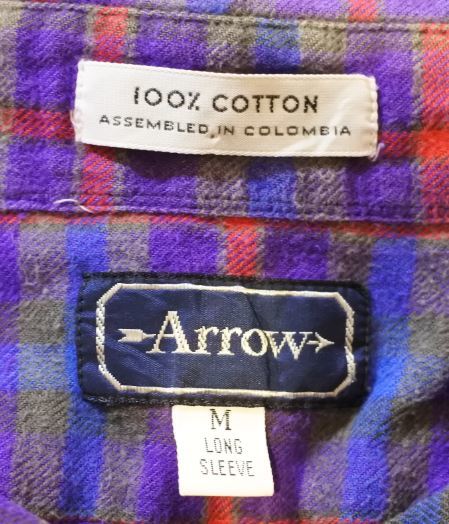 100% COTTON
ASSEMBLED IN COLOMBIA
Arrow
M
LONG
SLEEVE